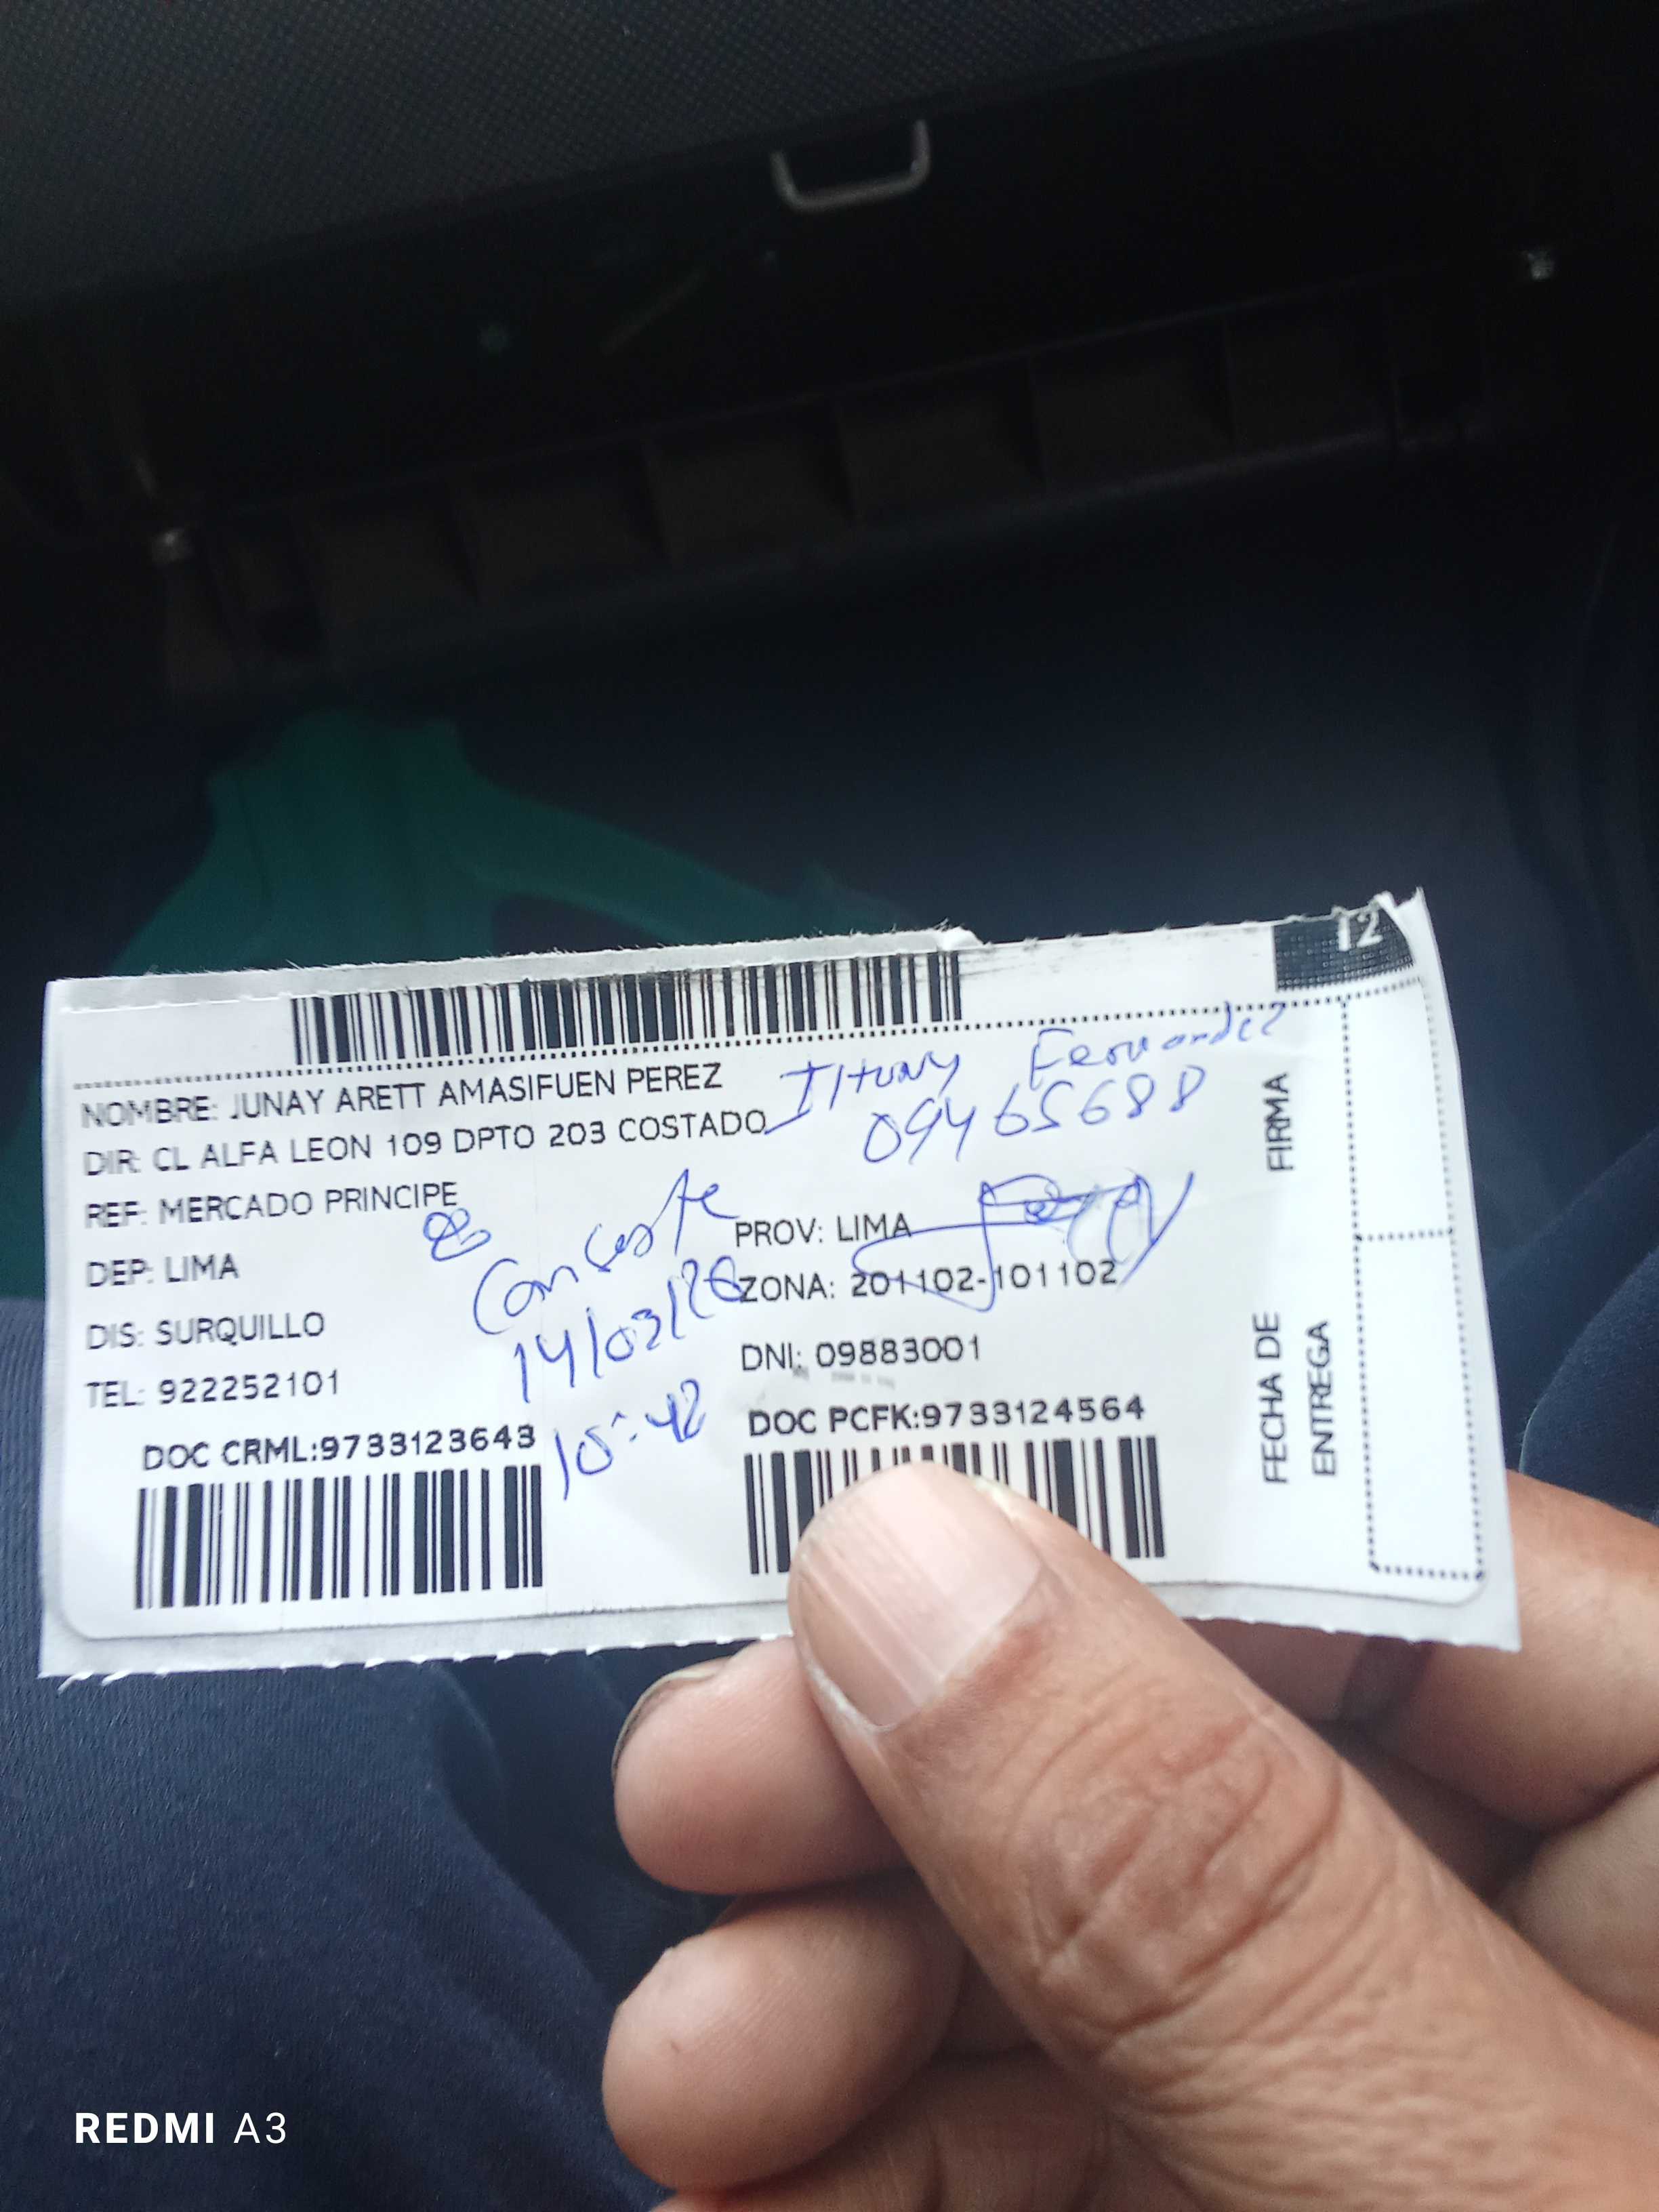 12
NOMBRE: JUNAY ARETT AMASIFUEN PEREZ
Fernandez
DIR: CL ALFA LEON 109 DPTO 203 COSTADO
09465688
REF: MERCADO PRINCIPE
DEP: LIMA
PROV: LIMA
DIS: SURQUILLO
ZONA: 201102-101102
14/03/26
TEL: 922252101
DNI: 09883001
10:42
DOC CRML:9733123643
DOC PCFK:9733124564
FIRMA
FECHA DE
ENTREGA
REDMI A3